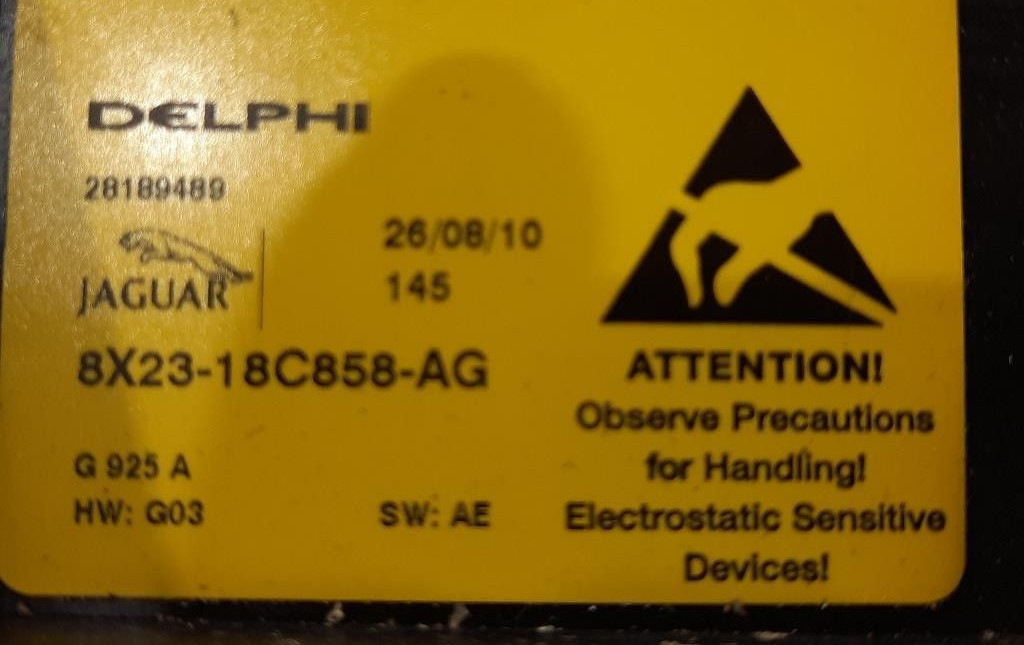 DELPHI
28189489
JAGUAR
26/08/10
145
8X23-18C858-AG
G 925 A
HW: G03
SW: AE
ATTENTION!
Observe Precautions
for Handling!
Electrostatic Sensitive
Devices!